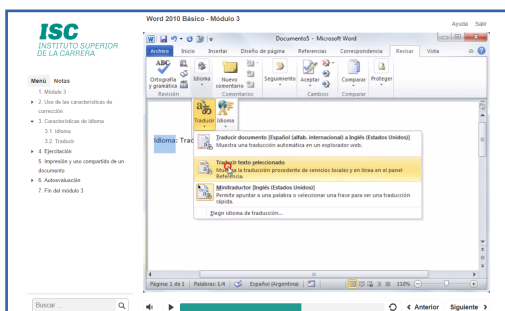 Word 2010 Básico - Módulo 3
Ayuda Salir
ISC
INSTITUTO SUPERIOR
DE LA CARRERA
Menú Notas
1. Módulo 3
2. Uso de las características de
corrección
3. Características de idioma
3.1. Idioma
3.2. Traducir
4. Ejercitación
5. Impresión y uso compartido de un
documento
6. Autoevaluación
7. Fin del módulo 3
Buscar ...
Documento5 - Microsoft Word
Archivo Inicio Insertar Diseño de página Referencias Correspondencia Revisar Vista
ABC
Ortografía
y gramática
Idioma
Nuevo
comentario
Seguimiento
Aceptar
Comparar
Proteger
Revisión Comentarios Cambios Comparar
Traducir Idioma
Idioma: Trad
Traducir documento [Español (alfab. internacional) a Inglés (Estados Unidos)]
Muestra una traducción automática en un explorador web.
Traducir texto seleccionado
la traducción procedente de servicios locales y en línea en el panel
Referencia.
Minitraductor [Inglés (Estados Unidos)]
Permite apuntar a una palabra o seleccionar una frase para ver una traducción
rápida.
Elegir idioma de traducción...
Página: 1 de 1 Palabras: 1/4 Español (Argentina) 110%
Anterior Siguiente